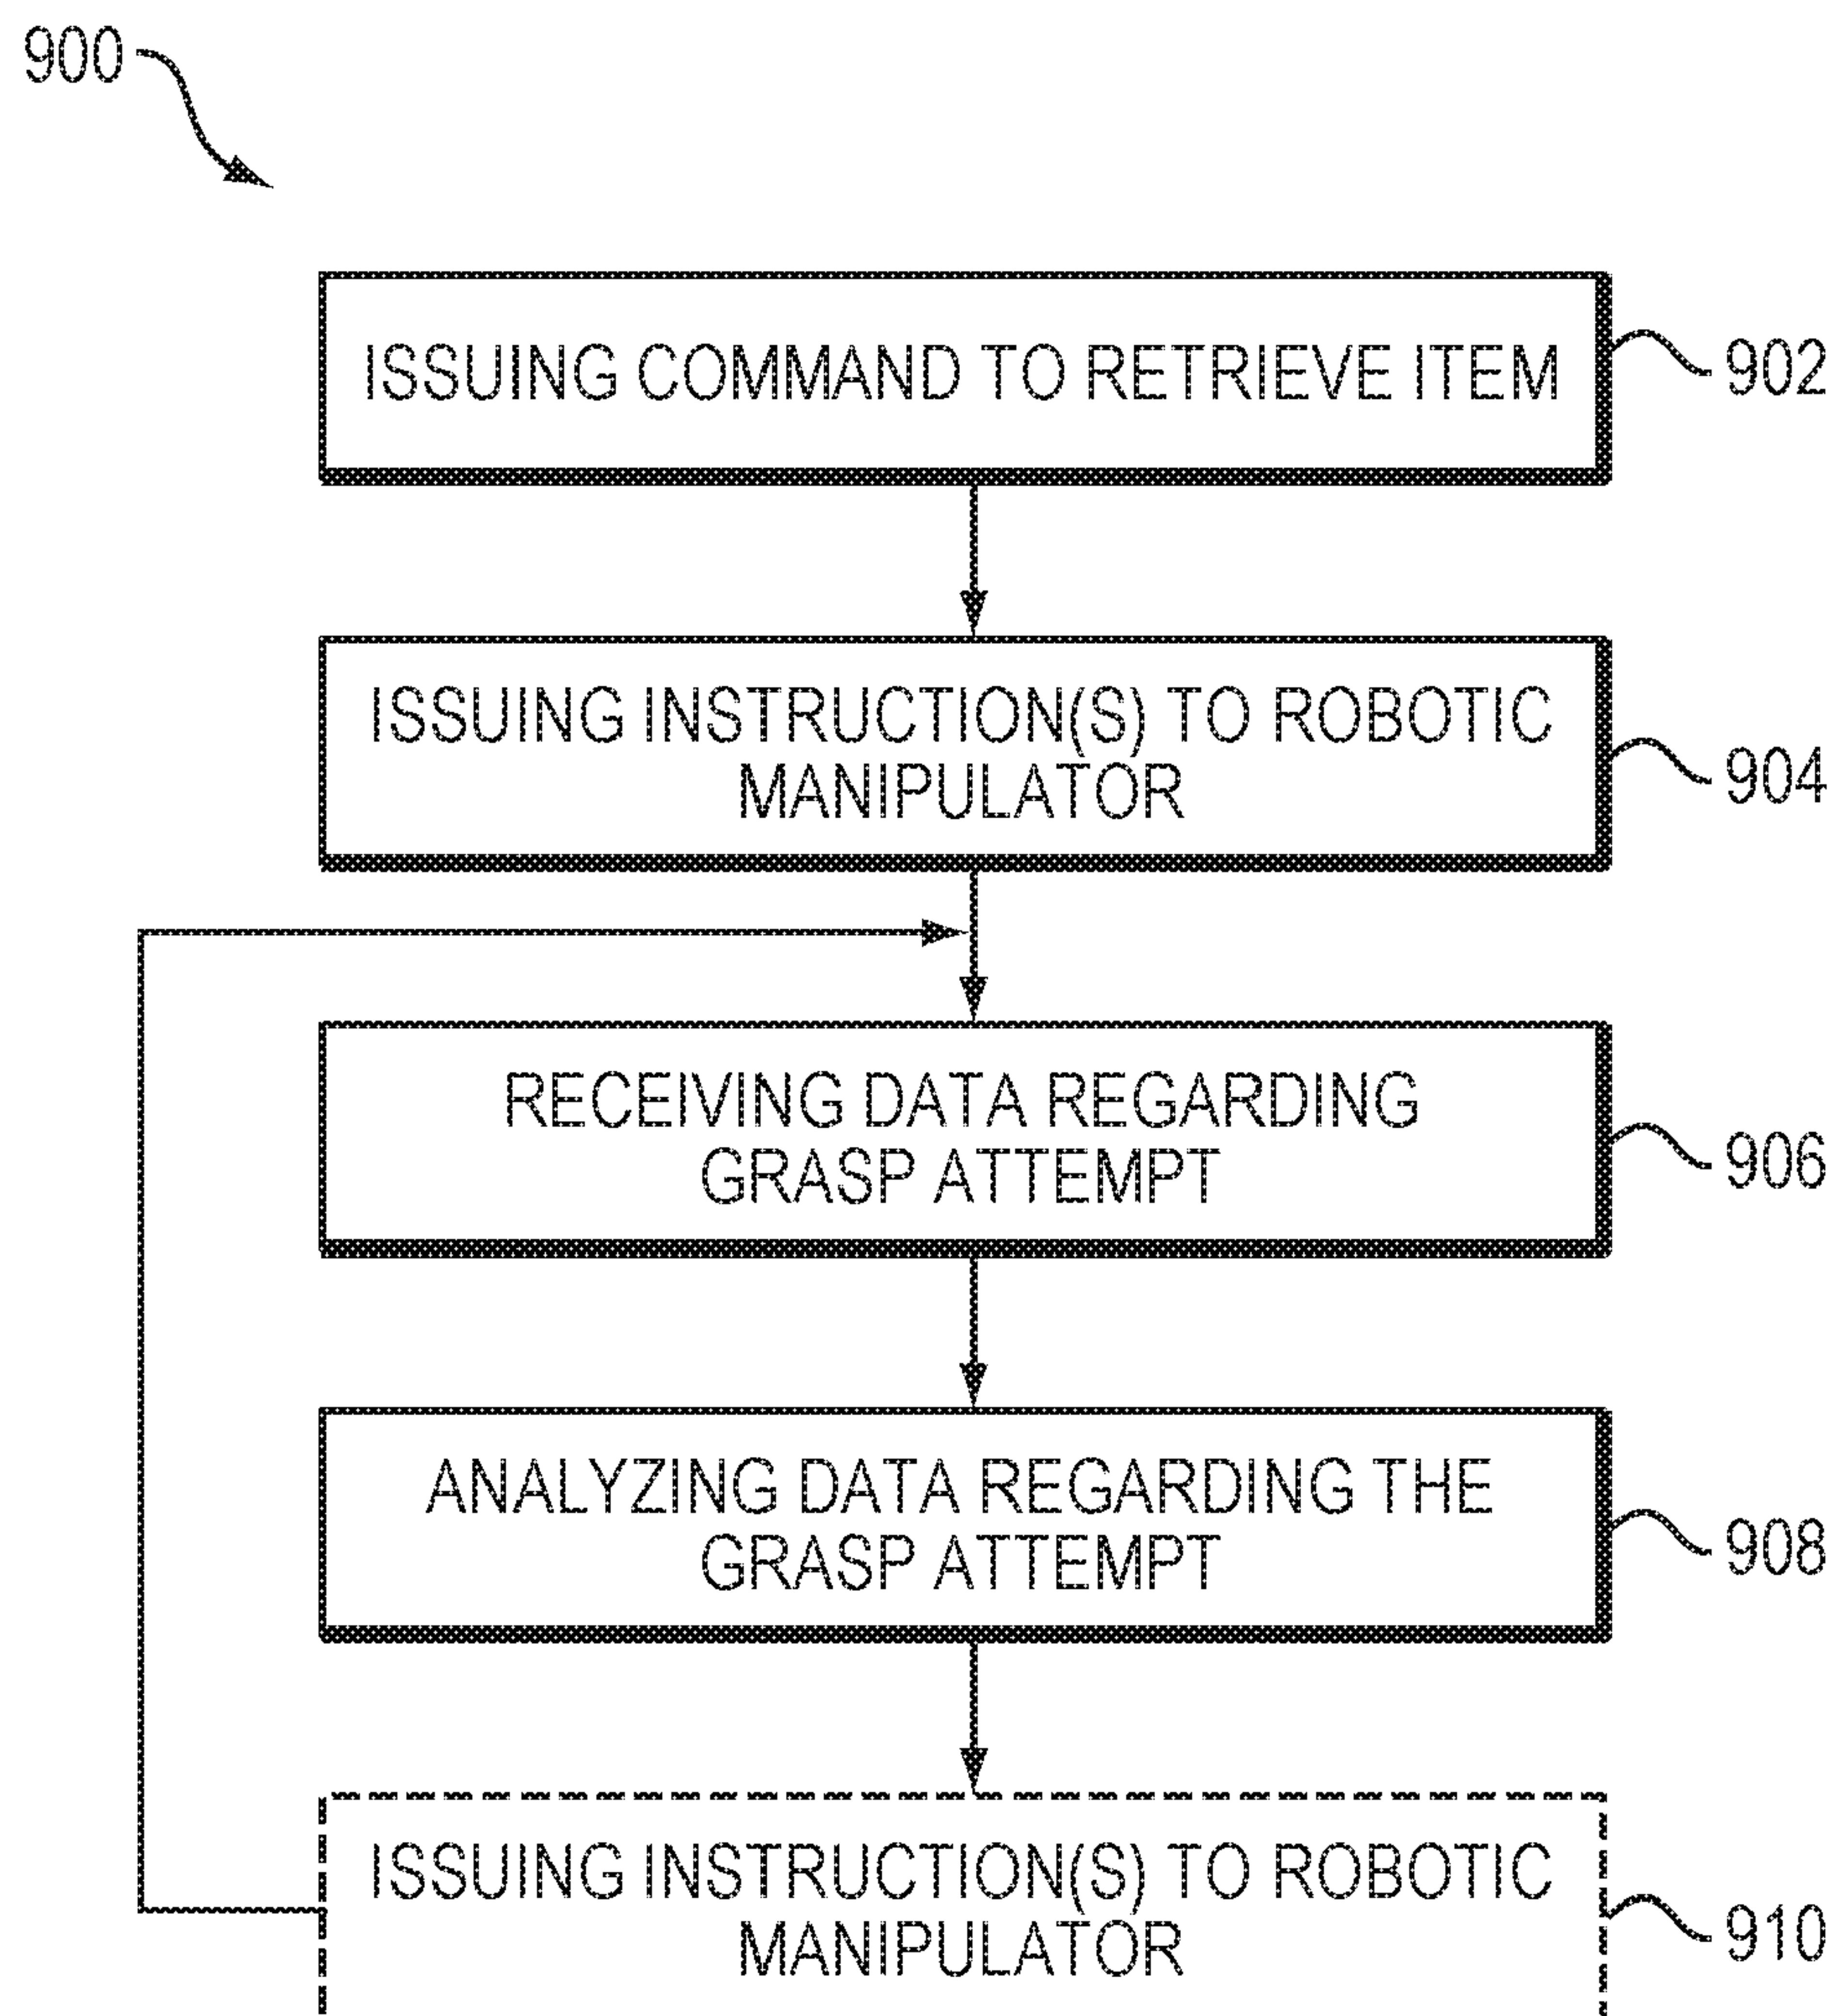 900
ISSUING COMMAND TO RETRIEVE ITEM
902
ISSUING INSTRUCTION(S) TO ROBOTIC
MANIPULATOR
904
RECEIVING DATA REGARDING
GRASP ATTEMPT
906
ANALYZING DATA REGARDING THE
GRASP ATTEMPT
908
ISSUING INSTRUCTION(S) TO ROBOTIC
MANIPULATOR
910